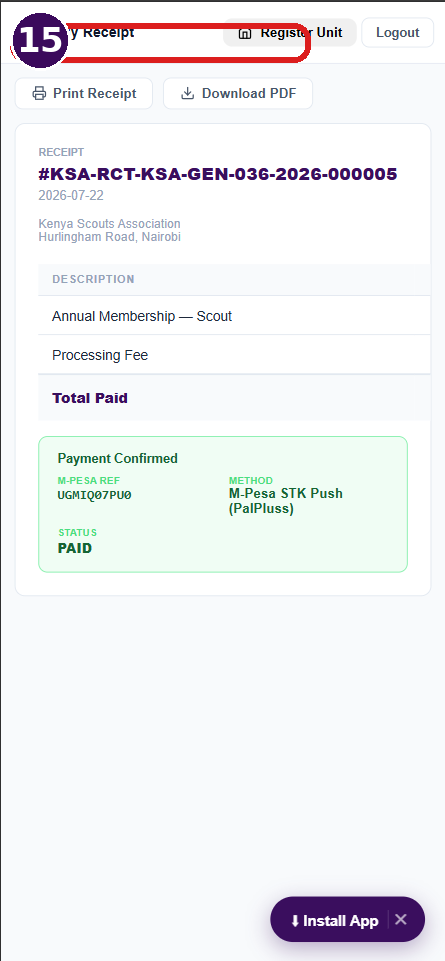 15
y Receipt
Register Unit
Logout
Print Receipt
Download PDF
RECEIPT
#KSA-RCT-KSA-GEN-036-2026-000005
2026-07-22
Kenya Scouts Association
Hurlingham Road, Nairobi
DESCRIPTION
Annual Membership — Scout
Processing Fee
Total Paid
Payment Confirmed
M-PESA REF
UGMIQ07PU0
METHOD
M-Pesa STK Push
(PalPluss)
STATUS
PAID
⬇ Install App ✕